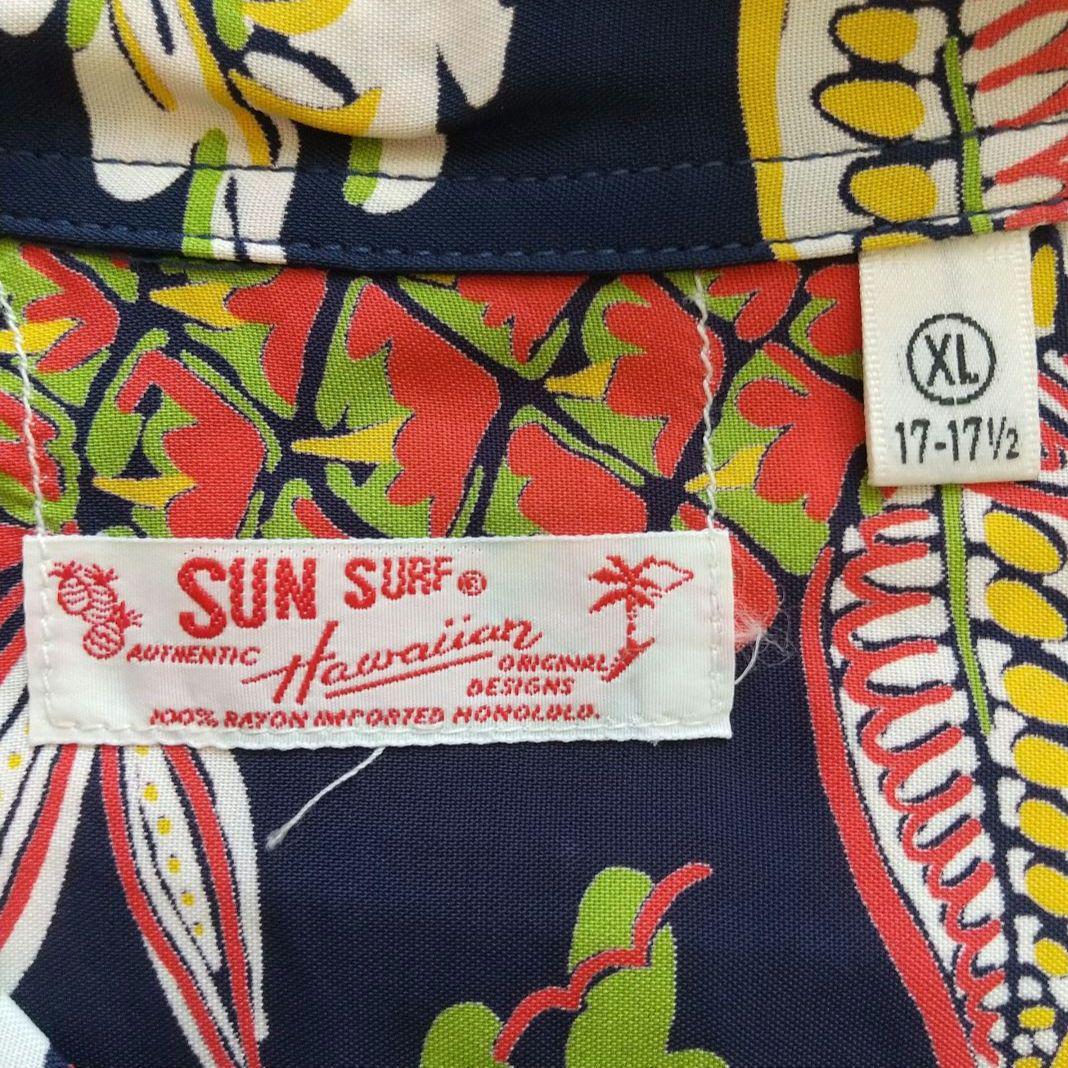 XL
17-17½
SUN SURF®
AUTHENTIC Hawaiian ORIGINAL
DESIGNS
100% RAYON IMPORTED HONOLULU.